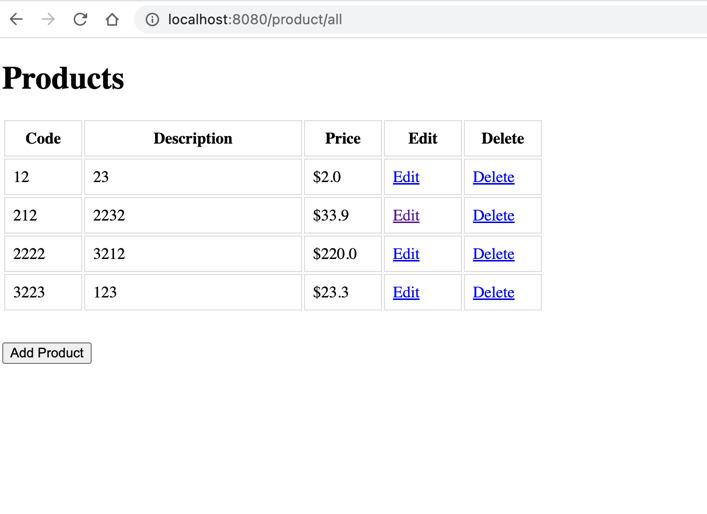 localhost:8080/product/all
Products
Code Description Price Edit Delete
12 23 $2.0 Edit Delete
212 2232 $33.9 Edit Delete
2222 3212 $220.0 Edit Delete
3223 123 $23.3 Edit Delete
Add Product